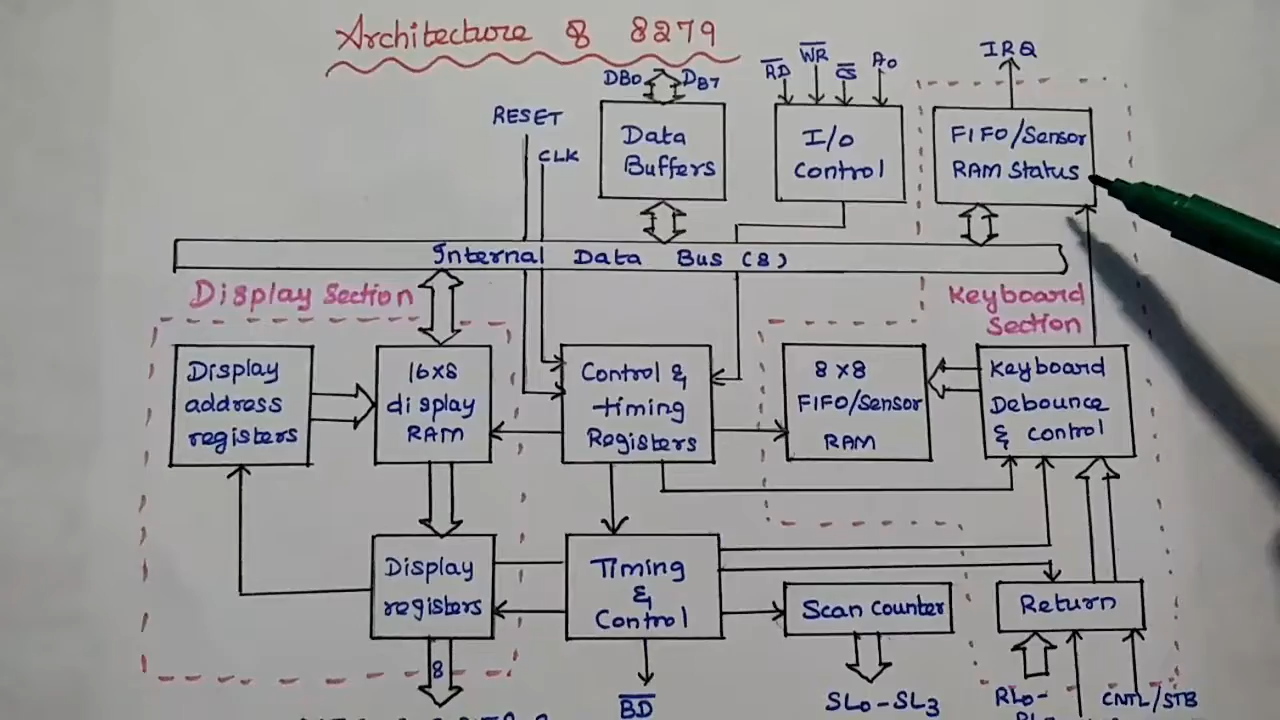 Architecture of 8279
DB0 DB7
RD WR CS A0
IRQ
RESET
CLK
Data
Buffers
I/O
Control
FIFO/Sensor
RAM Status
Internal Data Bus (8)
Display Section
Keyboard
Section
Display
address
registers
16x8
display
RAM
Control &
timing
Registers
8x8
FIFO/Sensor
RAM
Keyboard
Debounce
& control
Display
registers
Timing
&
Control
Scan Counter
Return
8
BD
SL0-SL3
RL0-
CNTL/STB